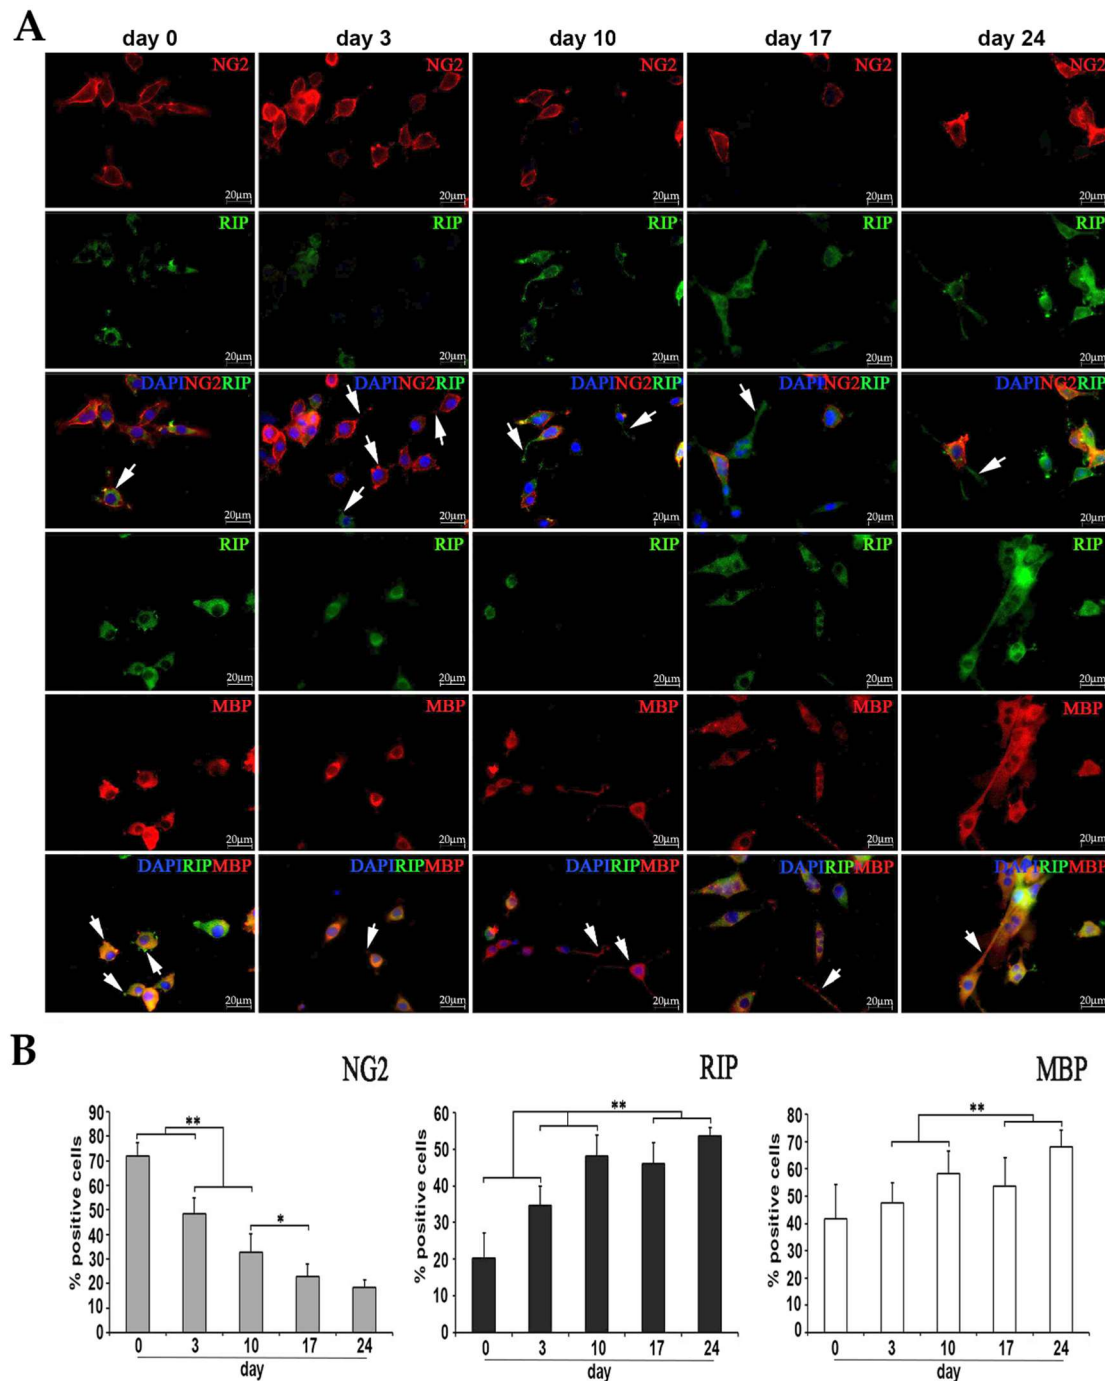 A
day 0 day 3 day 10 day 17 day 24
NG2 NG2 NG2 NG2 NG2
20µm 20µm 20µm 20µm 20µm
RIP RIP RIP RIP RIP
20µm 20µm 20µm 20µm 20µm
DAPING2RIP DAPING2RIP DAPING2RIP DAPING2RIP DAPING2RIP
20µm 20µm 20µm 20µm 20µm
RIP RIP RIP RIP RIP
20µm 20µm 20µm 20µm 20µm
MBP MBP MBP MBP MBP
20µm 20µm 20µm 20µm 20µm
DAPIRIPMBP DAPIRIPMBP DAPIRIPMBP DAPIRIPMBP DAPIRIPMBP
20µm 20µm 20µm 20µm 20µm
B
NG2
% positive cells
90
80
70
60
50
40
30
20
10
0
**
*
0 3 10 17 24
day
RIP
% positive cells
60
50
40
30
20
10
0
**
0 3 10 17 24
day
MBP
% positive cells
80
70
60
50
40
30
20
10
0
**
0 3 10 17 24
day